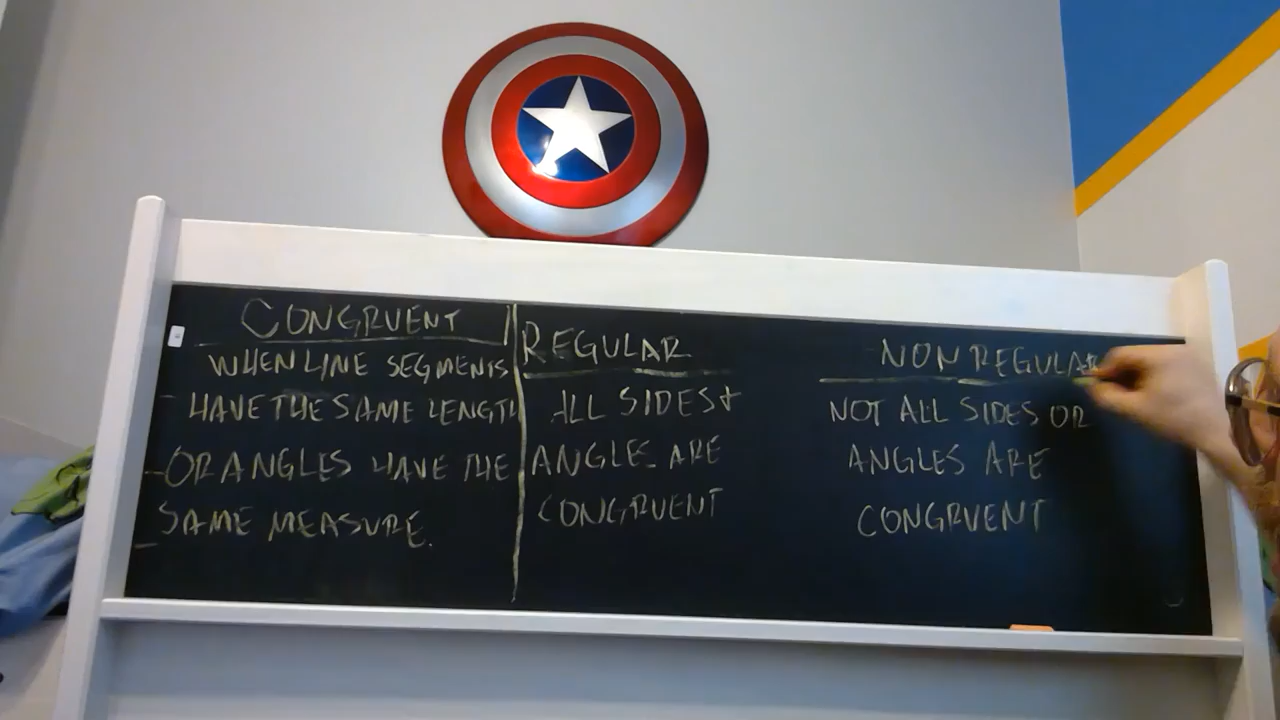 CONGRUENT
WHEN LINE SEGMENTS
HAVE THE SAME LENGTH
OR ANGLES HAVE THE
SAME MEASURE.
REGULAR
ALL SIDES &
ANGLES ARE
CONGRUENT
NON REGULAR
NOT ALL SIDES OR
ANGLES ARE
CONGRUENT